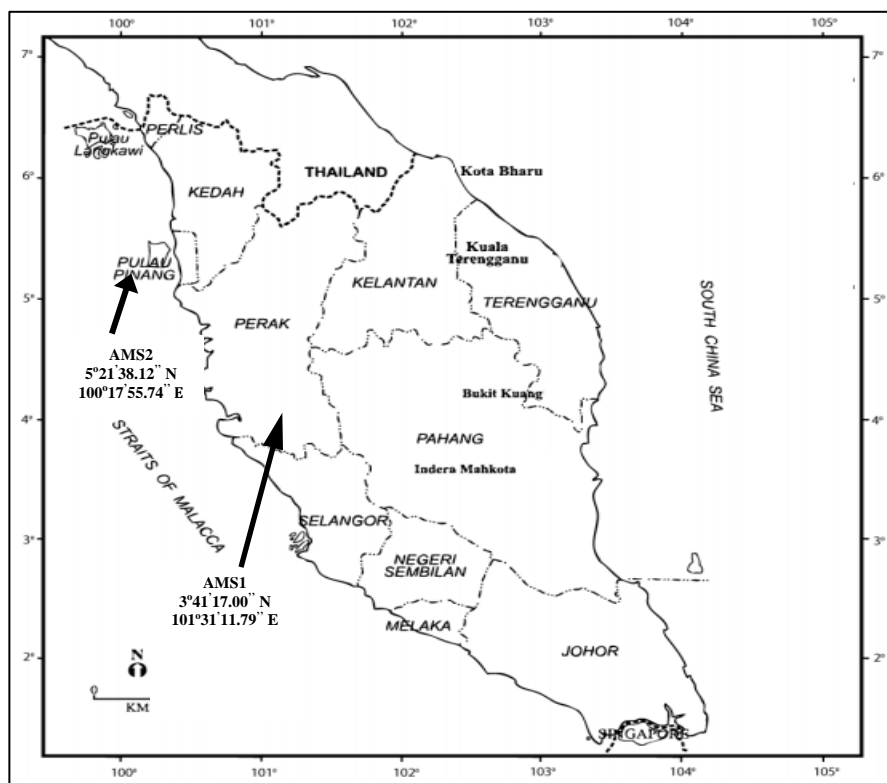 100° 101° 102° 103° 104° 105°
7° 7°
PERLIS
Pulau
Langkawi
THAILAND
Kota Bharu
6° 6°
KEDAH
Kuala
Terengganu
PULAU
PINANG
KELANTAN
TERENGGANU
5° 5°
PERAK
SOUTH CHINA SEA
AMS2
5°21'38.12" N
100°17'55.74" E
Bukit Kuang
4° 4°
PAHANG
STRAITS OF MALACCA
Indera Mahkota
SELANGOR
3° 3°
NEGERI
SEMBILAN
AMS1
3°41'17.00" N
101°31'11.79" E
MELAKA
JOHOR
2° 2°
N
0
KM
SINGAPORE
100° 101° 102° 103° 104° 105°